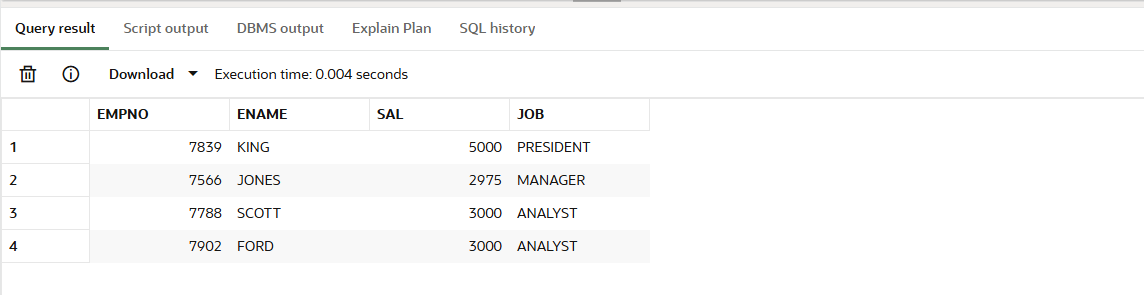 Query result Script output DBMS output Explain Plan SQL history
Download Execution time: 0.004 seconds
EMPNO ENAME SAL JOB
1 7839 KING 5000 PRESIDENT
2 7566 JONES 2975 MANAGER
3 7788 SCOTT 3000 ANALYST
4 7902 FORD 3000 ANALYST